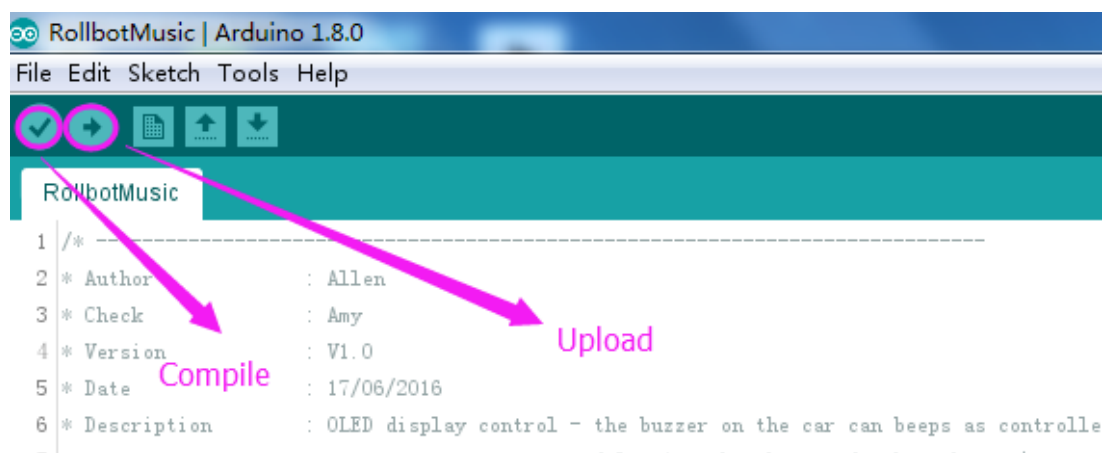 RollbotMusic | Arduino 1.8.0
File Edit Sketch Tools Help
RollbotMusic
1 /* --------------------------------------------------------------------------
2 * Author : Allen
3 * Check : Amy
4 * Version : V1.0
5 * Date : 17/06/2016
6 * Description : OLED display control - the buzzer on the car can beeps as controlle
Compile
Upload